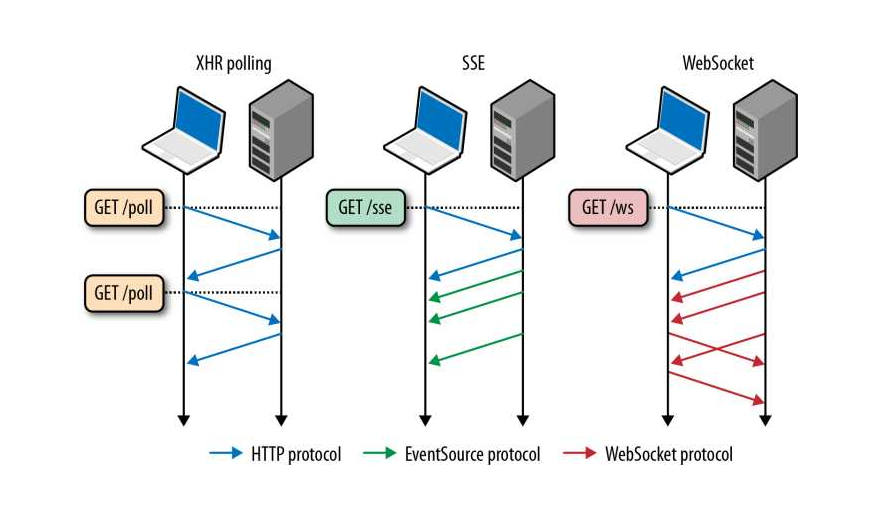 XHR polling
SSE
WebSocket
GET /poll
GET /sse
GET /ws
GET /poll
HTTP protocol
EventSource protocol
WebSocket protocol